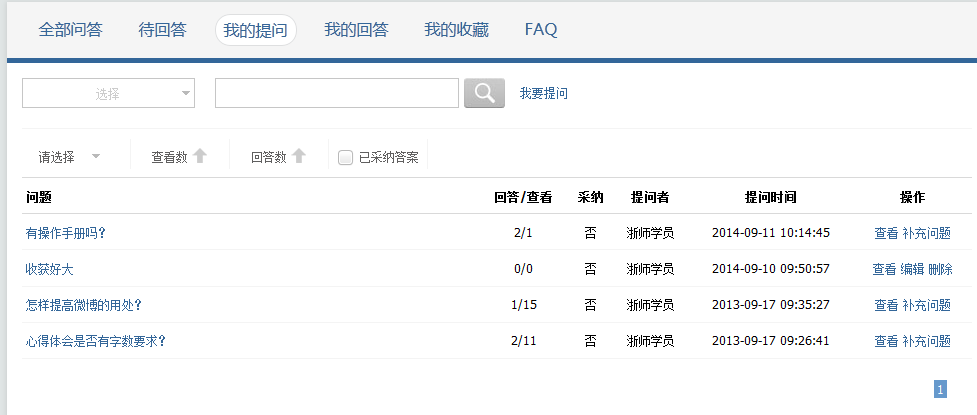 全部问答 待回答 我的提问 我的回答 我的收藏 FAQ
选择 我要提问
请选择 查看数 回答数 已采纳答案
问题 回答/查看 采纳 提问者 提问时间 操作
有操作手册吗? 2/1 否 浙师学员 2014-09-11 10:14:45 查看 补充问题
收获好大 0/0 否 浙师学员 2014-09-10 09:50:57 查看 编辑 删除
怎样提高微博的用处? 1/15 否 浙师学员 2013-09-17 09:35:27 查看 补充问题
心得体会是否有字数要求? 2/11 否 浙师学员 2013-09-17 09:26:41 查看 补充问题
1